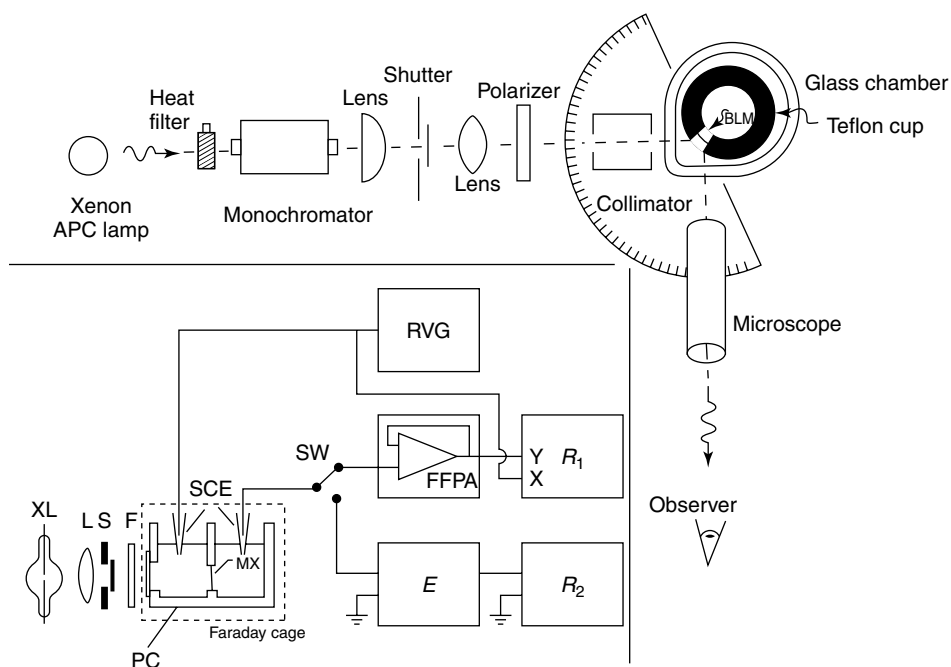 Shutter
Polarizer
Lens
Heat
filter
Glass chamber
BLM
Teflon cup
Lens
Xenon
APC lamp
Monochromator
Collimator
Microscope
RVG
SW
FFPA
Y
X
R1
SCE
XL
L
S
F
MX
Observer
E
R2
Faraday cage
PC